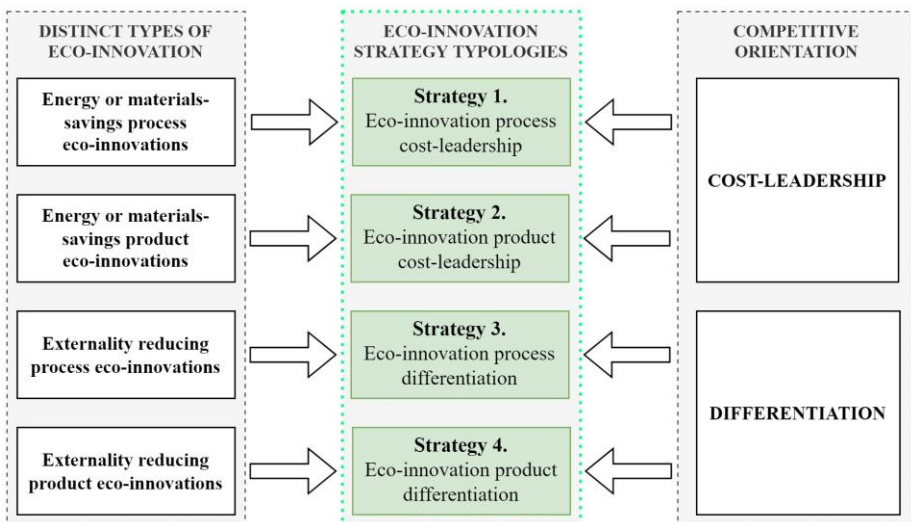 DISTINCT TYPES OF
ECO-INNOVATION
Energy or materials-
savings process
eco-innovations
Energy or materials-
savings product
eco-innovations
Externality reducing
process eco-innovations
Externality reducing
product eco-innovations
ECO-INNOVATION
STRATEGY TYPOLOGIES
Strategy 1.
Eco-innovation process
cost-leadership
Strategy 2.
Eco-innovation product
cost-leadership
Strategy 3.
Eco-innovation process
differentiation
Strategy 4.
Eco-innovation product
differentiation
COMPETITIVE
ORIENTATION
COST-LEADERSHIP
DIFFERENTIATION